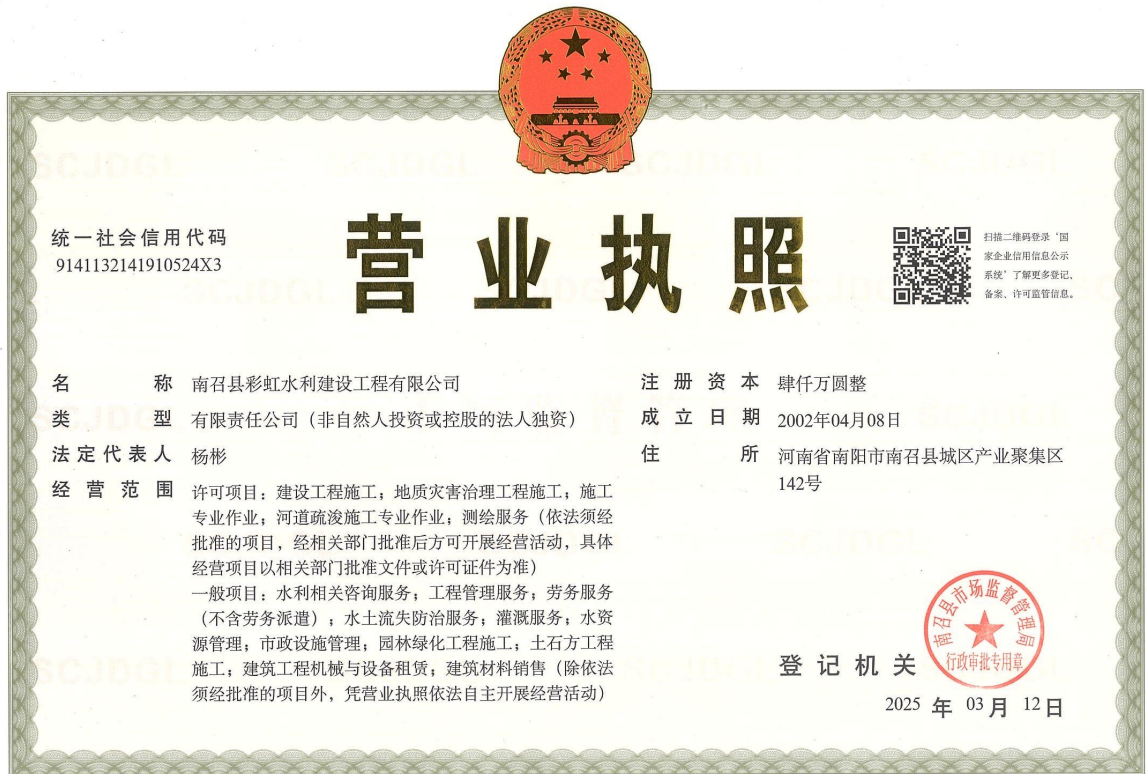 营业执照
统一社会信用代码
9141132141910524X3
扫描二维码登录“国
家企业信用信息公示
系统”了解更多登记、
备案、许可监管信息。
名称 南召县彩虹水利建设工程有限公司
类型 有限责任公司（非自然人投资或控股的法人独资）
法定代表人 杨彬
经营范围 许可项目：建设工程施工；地质灾害治理工程施工；施工
专业作业；河道疏浚施工专业作业；测绘服务（依法须经
批准的项目，经相关部门批准后方可开展经营活动，具体
经营项目以相关部门批准文件或许可证件为准）
一般项目：水利相关咨询服务；工程管理服务；劳务服务
（不含劳务派遣）；水土流失防治服务；灌溉服务；水资
源管理；市政设施管理；园林绿化工程施工；土石方工程
施工；建筑工程机械与设备租赁；建筑材料销售（除依法
须经批准的项目外，凭营业执照依法自主开展经营活动）
注册资本 肆仟万圆整
成立日期 2002年04月08日
住所 河南省南阳市南召县城区产业聚集区
142号
登记机关
南召县市场监督管理局
行政审批专用章
2025年03月12日
SCJDGL